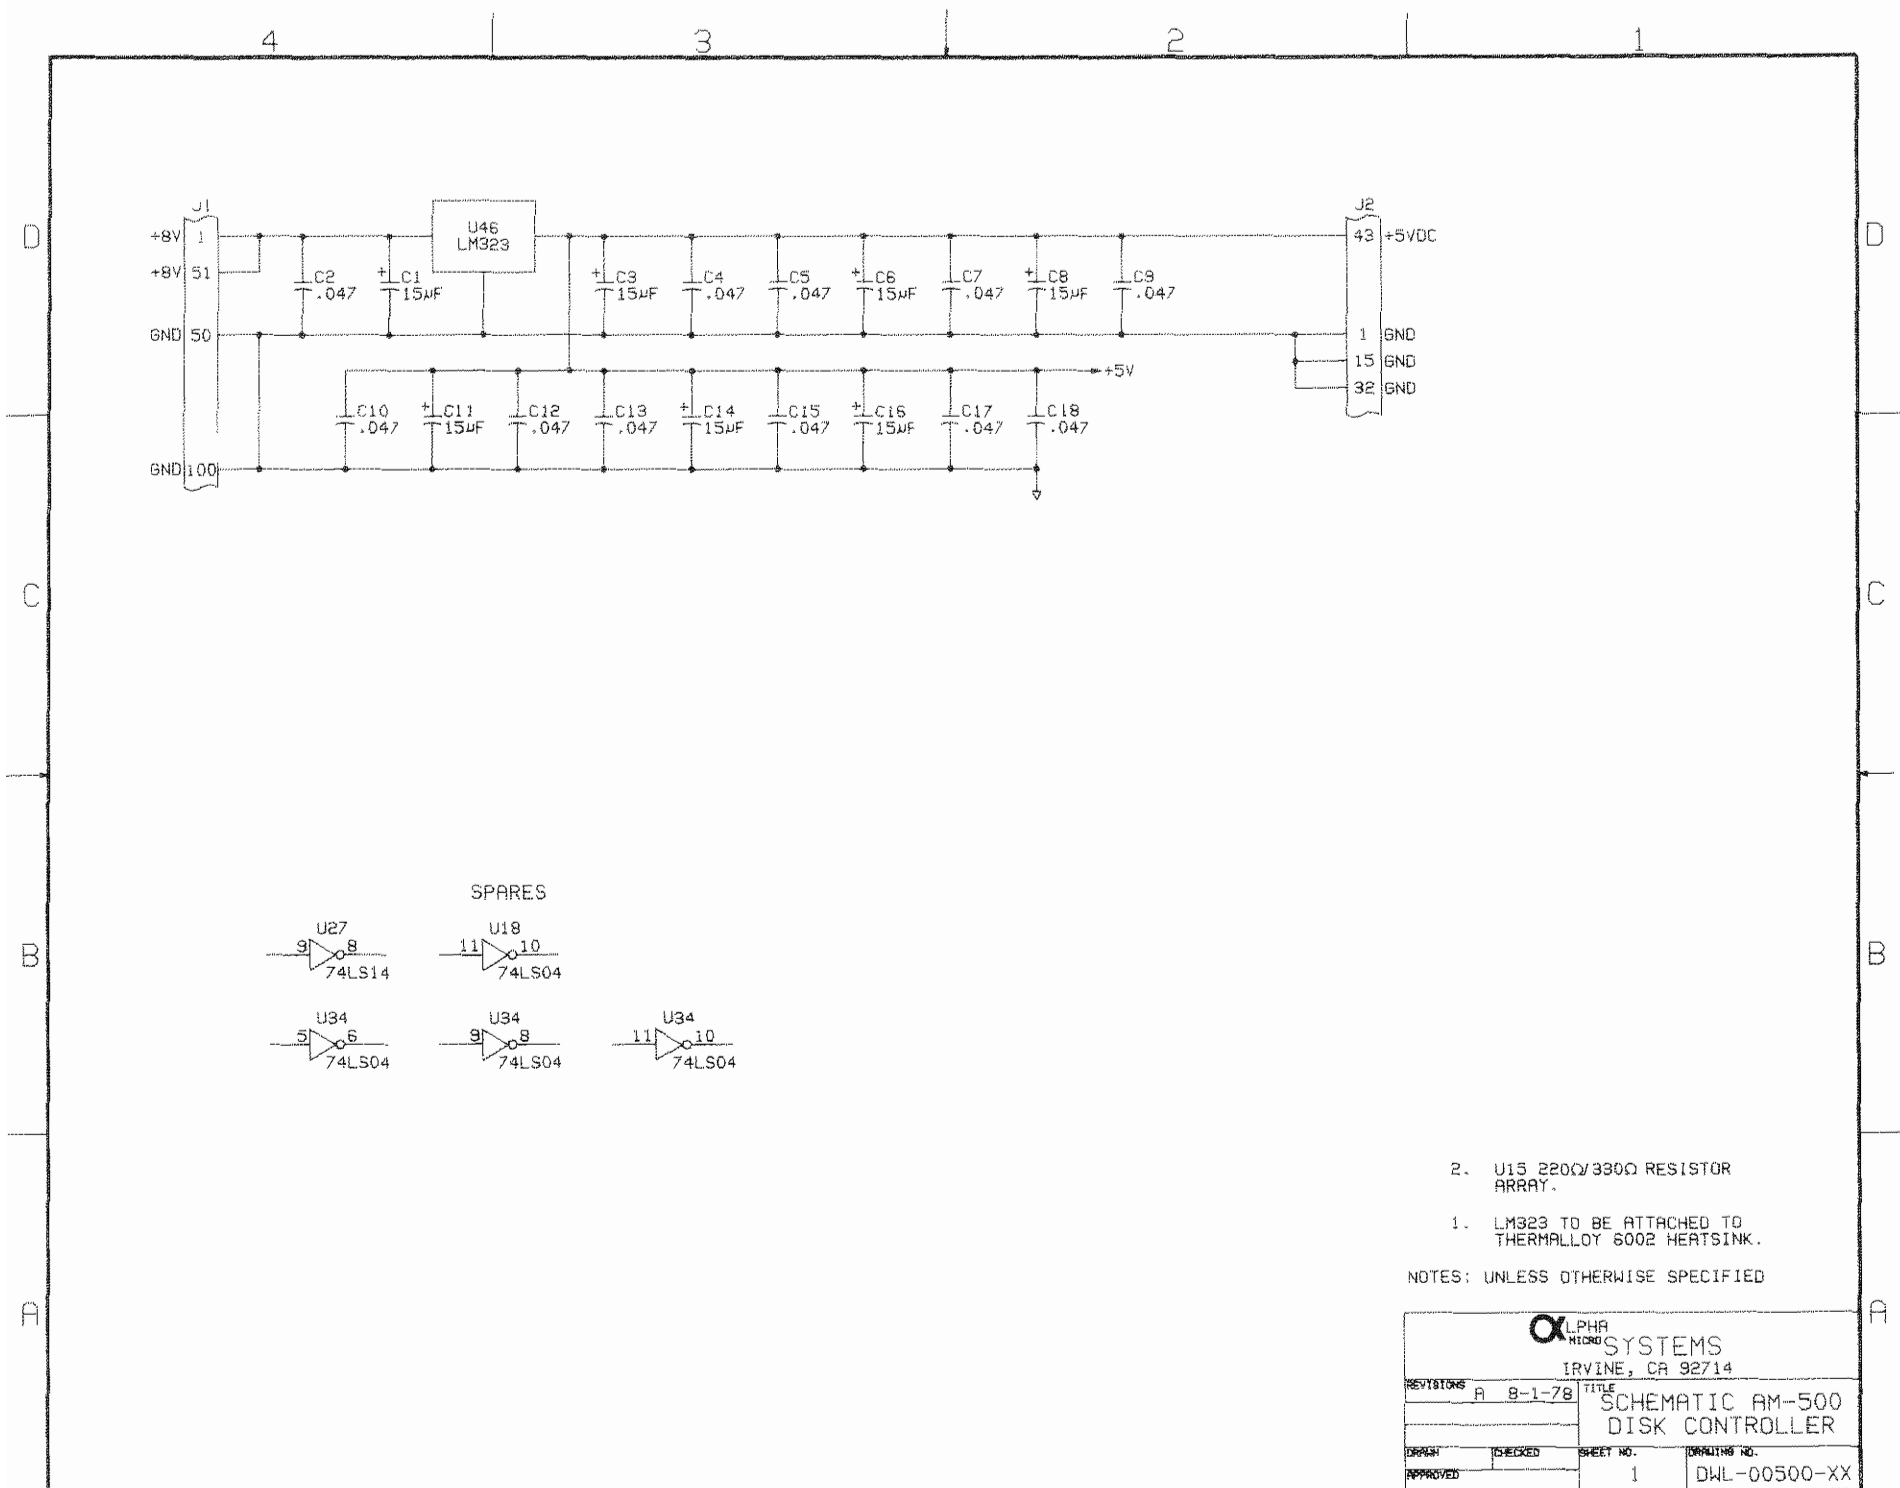 4 3 2 1
J1 J2
D +8V 1 U46 43 +5VDC D
LM323
+8V 51 C2 + C1 + C3 C4 C5 + C6 C7 + C8 C9
.047 15µF 15µF .047 .047 15µF .047 15µF .047
GND 50 1 GND
15 GND
+5V
32 GND
C10 + C11 C12 C13 + C14 C15 + C16 C17 C18
.047 15µF .047 .047 15µF .047 15µF .047 .047
GND 100
C C
SPARES
U27 U18
B 9 8 11 10 B
74LS14 74LS04
U34 U34 U34
5 6 9 8 11 10
74LS04 74LS04 74LS04
2. U15 220Ω/330Ω RESISTOR
ARRAY.
1. LM323 TO BE ATTACHED TO
THERMALLOY 6002 HEATSINK.
NOTES: UNLESS OTHERWISE SPECIFIED
A A
αLPHA
MICRO SYSTEMS
IRVINE, CA 92714
REVISIONS A 8-1-78 TITLE
SCHEMATIC AM-500
DISK CONTROLLER
DRAWN CHECKED SHEET NO. DRAWING NO.
APPROVED 1 DWL-00500-XX